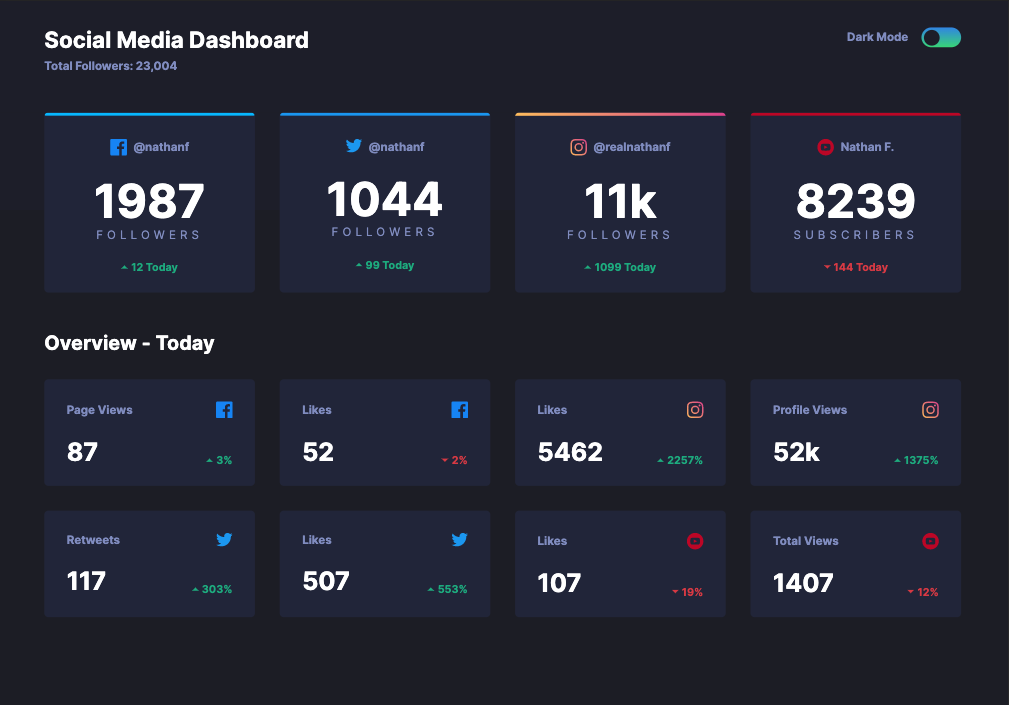 Social Media Dashboard
Dark Mode
Total Followers: 23,004
@nathanf
1987
FOLLOWERS
12 Today
@nathanf
1044
FOLLOWERS
99 Today
@realnathanf
11k
FOLLOWERS
1099 Today
Nathan F.
8239
SUBSCRIBERS
144 Today
Overview - Today
Page Views
87
3%
Likes
52
2%
Likes
5462
2257%
Profile Views
52k
1375%
Retweets
117
303%
Likes
507
553%
Likes
107
19%
Total Views
1407
12%